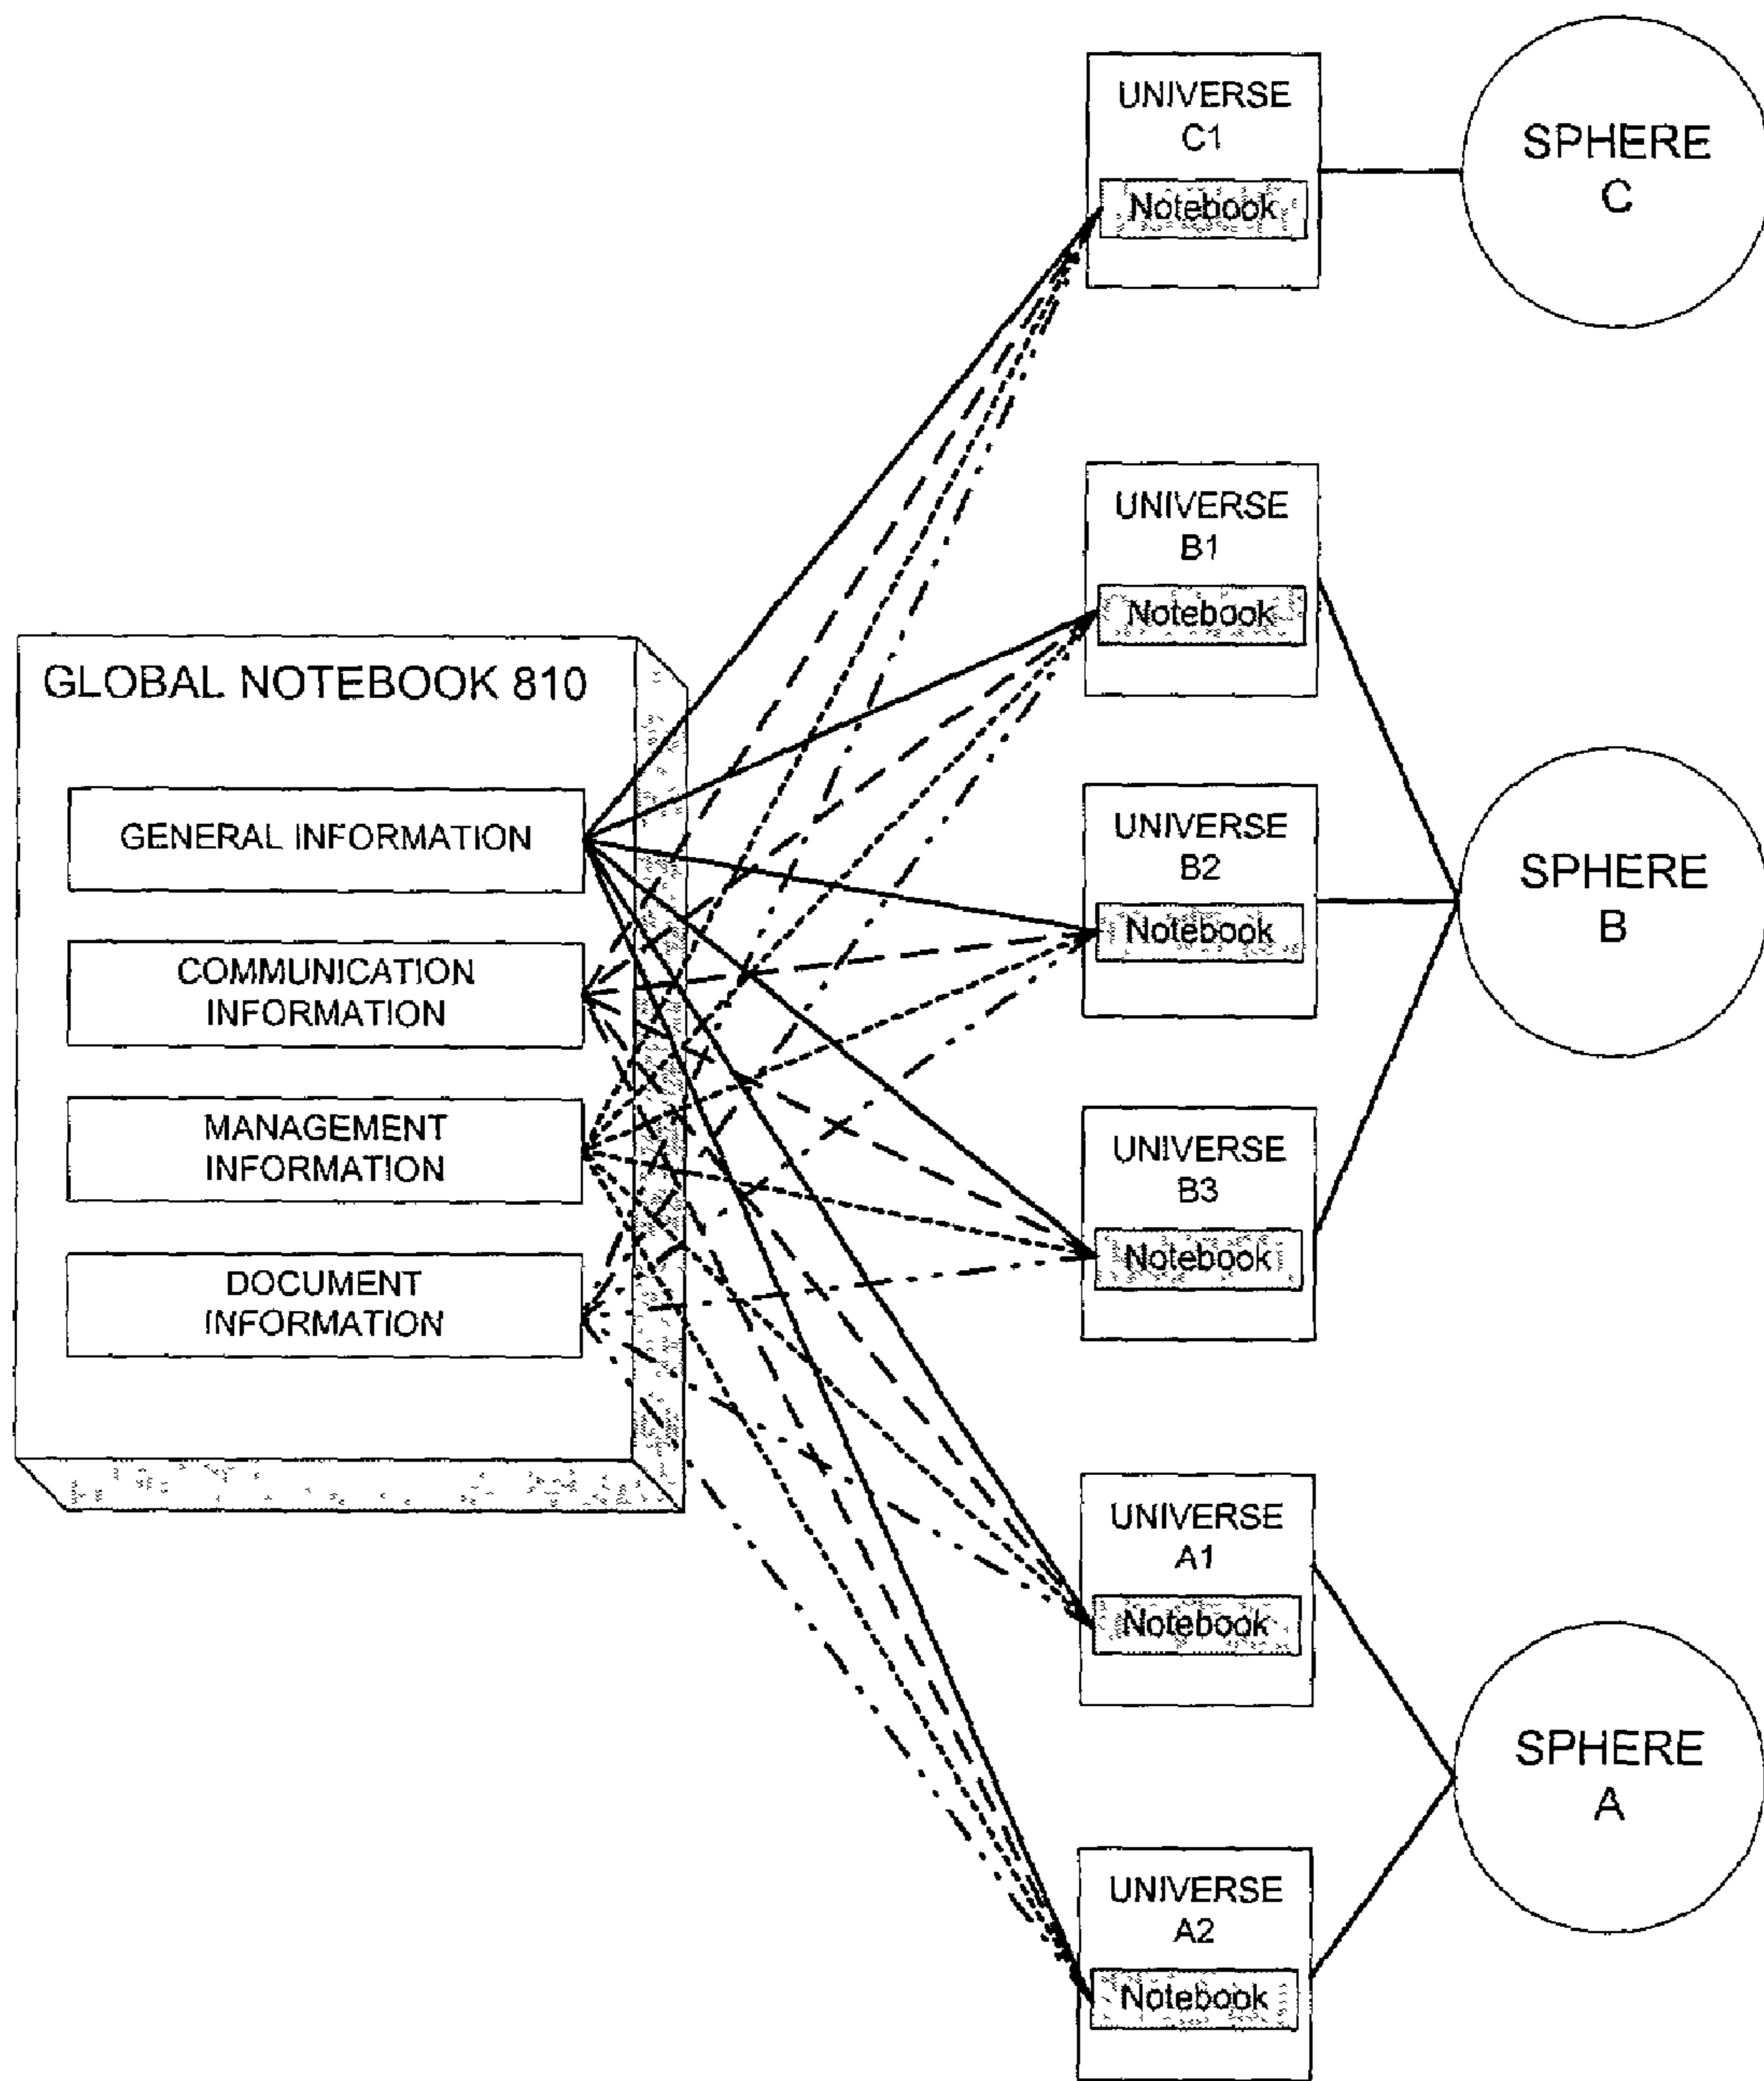 GLOBAL NOTEBOOK 810
GENERAL INFORMATION
COMMUNICATION
INFORMATION
MANAGEMENT
INFORMATION
DOCUMENT
INFORMATION
UNIVERSE
C1
Notebook
SPHERE
C
UNIVERSE
B1
Notebook
UNIVERSE
B2
Notebook
UNIVERSE
B3
Notebook
SPHERE
B
UNIVERSE
A1
Notebook
UNIVERSE
A2
Notebook
SPHERE
A